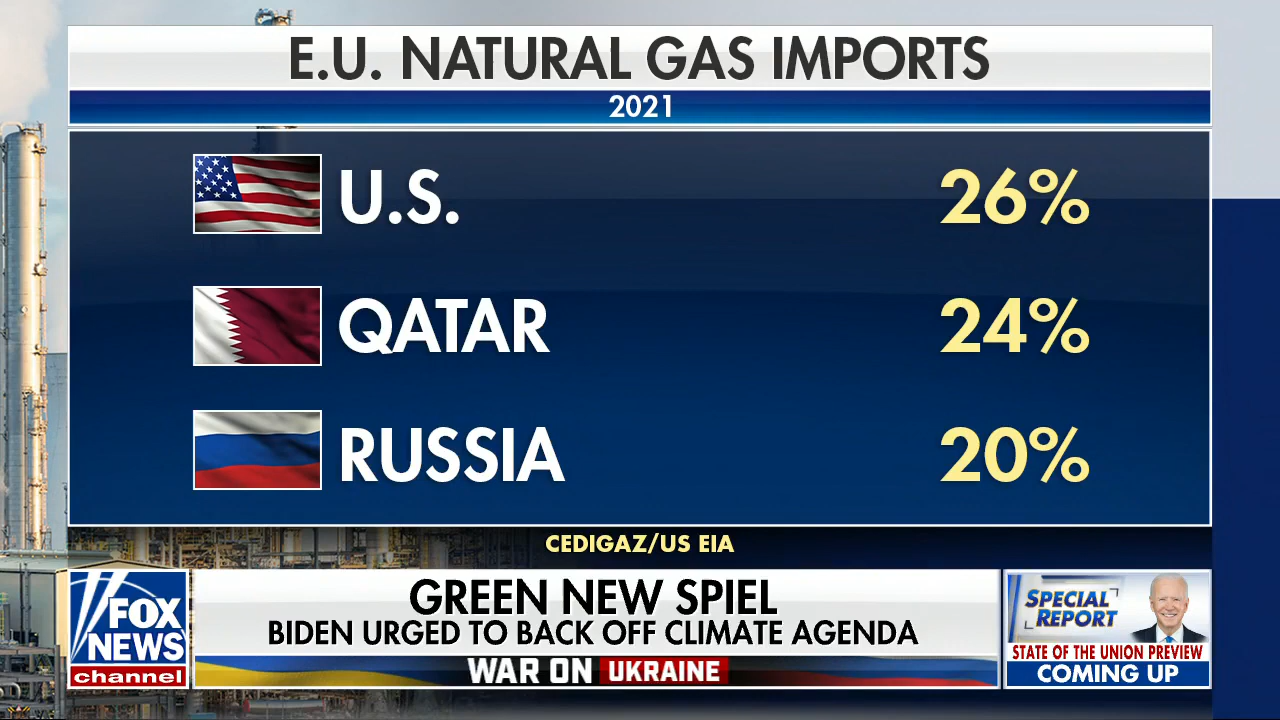 E.U. NATURAL GAS IMPORTS
2021
U.S. 26%
QATAR 24%
RUSSIA 20%
CEDIGAZ/US EIA
FOX
NEWS
channel
GREEN NEW SPIEL
BIDEN URGED TO BACK OFF CLIMATE AGENDA
WAR ON UKRAINE
SPECIAL
REPORT
STATE OF THE UNION PREVIEW
COMING UP